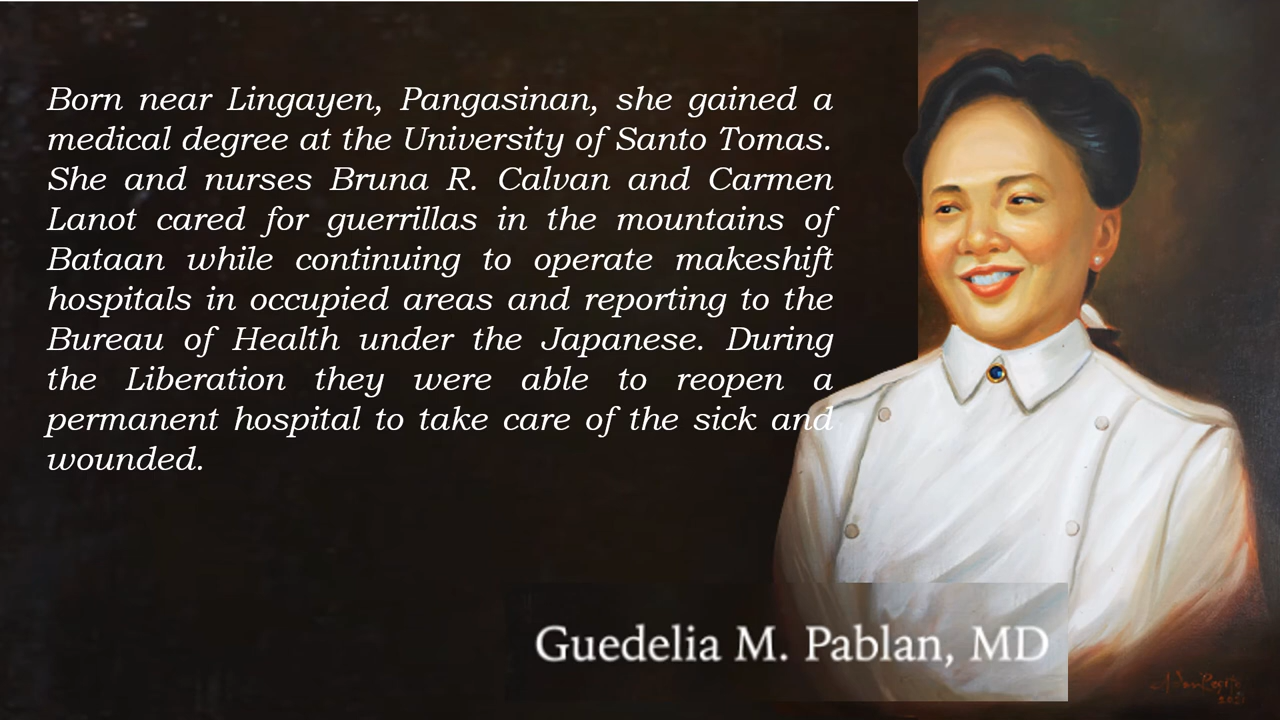 Born near Lingayen, Pangasinan, she gained a
medical degree at the University of Santo Tomas.
She and nurses Bruna R. Calvan and Carmen
Lanot cared for guerrillas in the mountains of
Bataan while continuing to operate makeshift
hospitals in occupied areas and reporting to the
Bureau of Health under the Japanese. During
the Liberation they were able to reopen a
permanent hospital to take care of the sick and
wounded.
Guedelia M. Pablan, MD